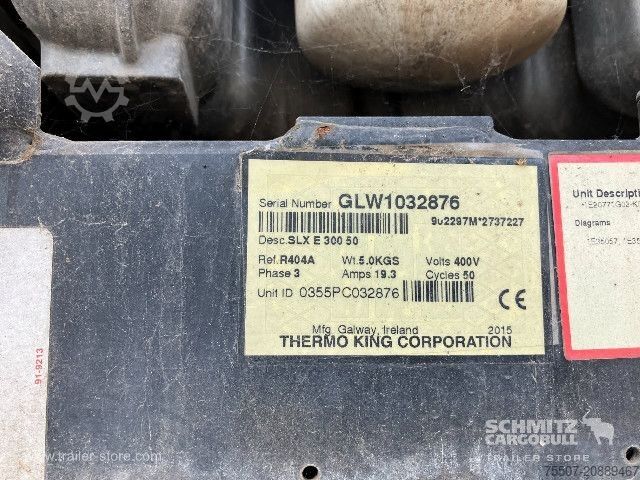 Serial Number GLW1032876
902297M*2737227
Desc. SLX E 300 50
Ref. R404A Wt. 5.0KGS Volts 400V
Phase 3 Amps 19.3 Cycles 50
Unit ID 0355PC032876
CE
Mfg Galway, Ireland 2015
THERMO KING CORPORATION
Unit Descripti
Diagrams
91-9213
SCHMITZ
CARGOBULL
TRAILER STORE
www.trailer-store.com
75507-20889467